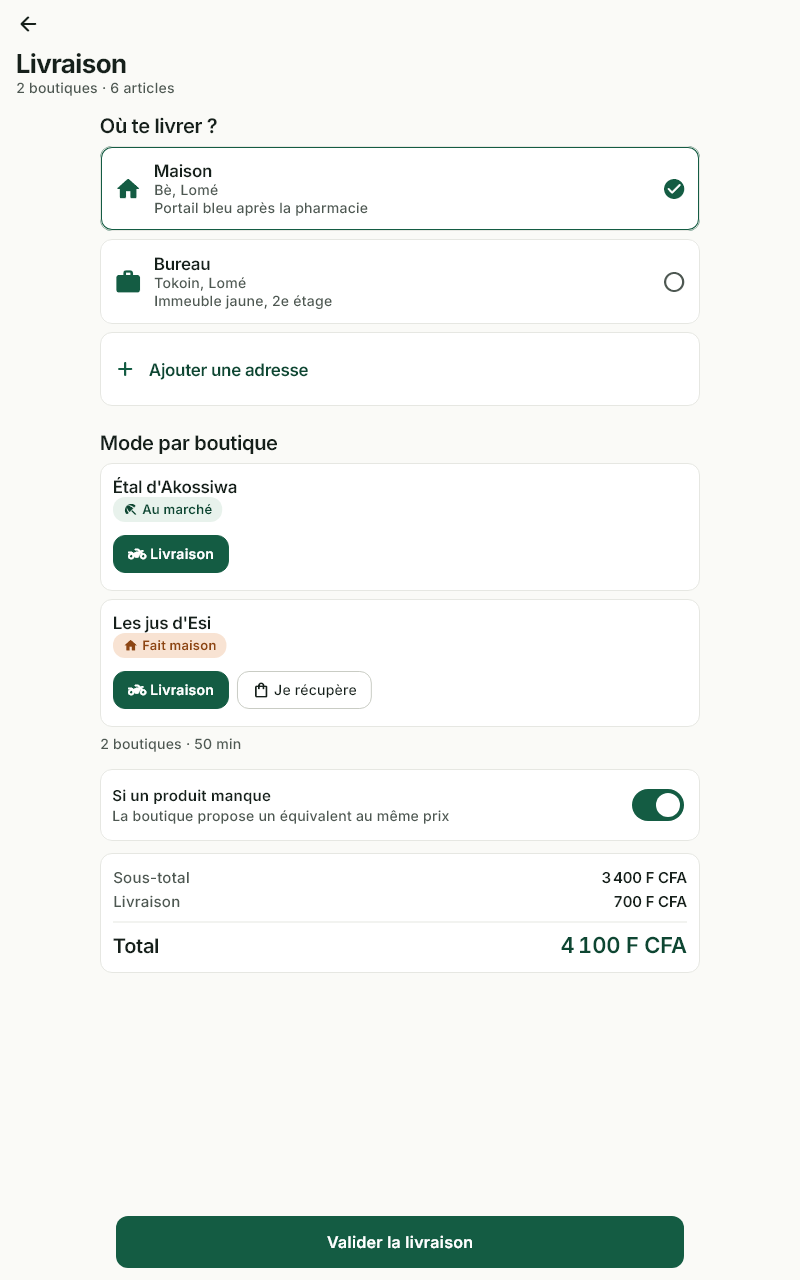 Livraison
2 boutiques · 6 articles
Où te livrer ?
Maison
Bè, Lomé
Portail bleu après la pharmacie
Bureau
Tokoin, Lomé
Immeuble jaune, 2e étage
Ajouter une adresse
Mode par boutique
Étal d'Akossiwa
Au marché
Livraison
Les jus d'Esi
Fait maison
Livraison
Je récupère
2 boutiques · 50 min
Si un produit manque
La boutique propose un équivalent au même prix
Sous-total 3 400 F CFA
Livraison 700 F CFA
Total 4 100 F CFA
Valider la livraison